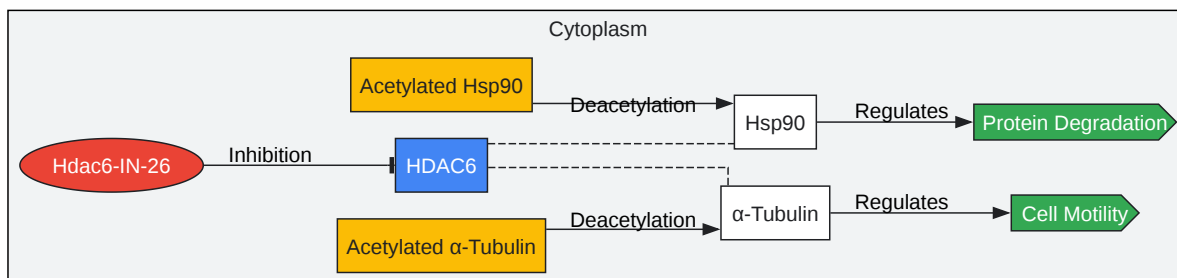 Cytoplasm
Acetylated Hsp90
Deacetylation
Hsp90
Regulates
Protein Degradation
Hdac6-IN-26
Inhibition
HDAC6
Acetylated α-Tubulin
Deacetylation
α-Tubulin
Regulates
Cell Motility